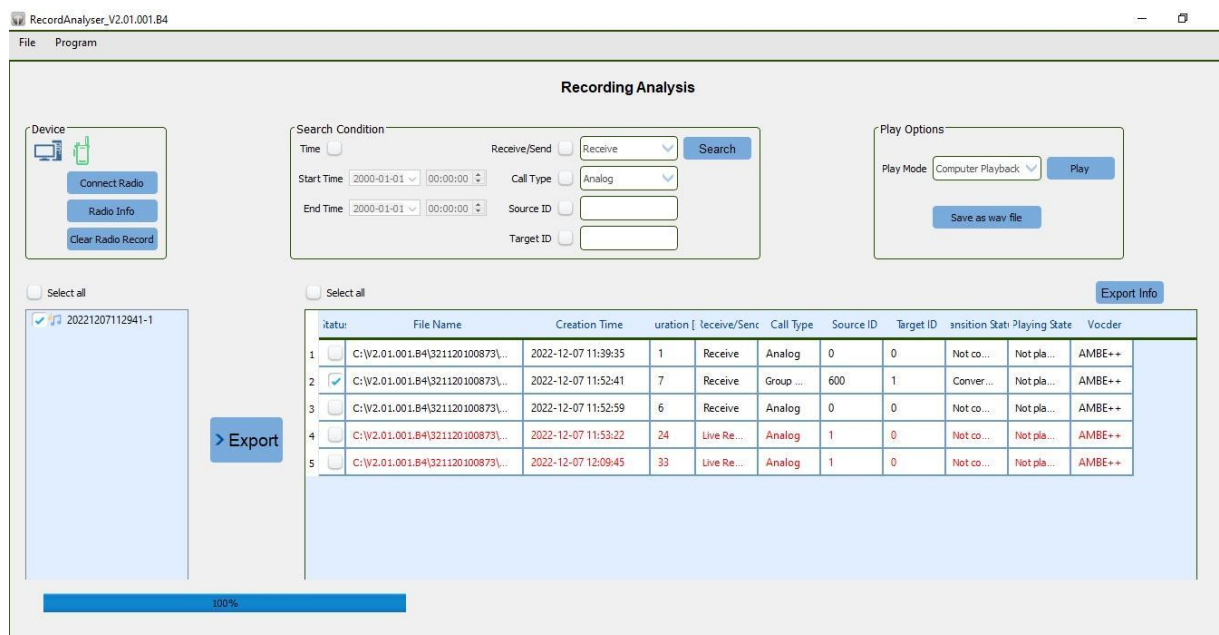 RecordAnalyser_V2.01.001.B4
File Program
Recording Analysis
Device
Connect Radio
Radio Info
Clear Radio Record
Search Condition
Time Receive/Send Receive Search
Start Time 2000-01-01 00:00:00 Call Type Analog
End Time 2000-01-01 00:00:00 Source ID
Target ID
Play Options
Play Mode Computer Playback Play
Save as wav file
Select all
20221207112941-1
> Export
Select all
Export Info
itatu: File Name Creation Time uration [ leceive/Senc Call Type Source ID Target ID ansition Stati Playing State Vocder
1 C:\V2.01.001.B4\321120100873\... 2022-12-07 11:39:35 1 Receive Analog 0 0 Not co... Not pla... AMBE++
2 C:\V2.01.001.B4\321120100873\... 2022-12-07 11:52:41 7 Receive Group ... 600 1 Conver... Not pla... AMBE++
3 C:\V2.01.001.B4\321120100873\... 2022-12-07 11:52:59 6 Receive Analog 0 0 Not co... Not pla... AMBE++
4 C:\V2.01.001.B4\321120100873\... 2022-12-07 11:53:22 24 Live Re... Analog 1 0 Not co... Not pla... AMBE++
5 C:\V2.01.001.B4\321120100873\... 2022-12-07 12:09:45 33 Live Re... Analog 1 0 Not co... Not pla... AMBE++
100%